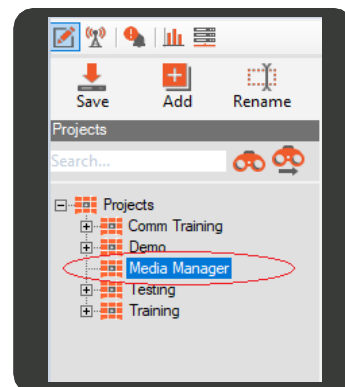 Save Add Rename
Projects
Search...
Projects
Comm Training
Demo
Media Manager
Testing
Training